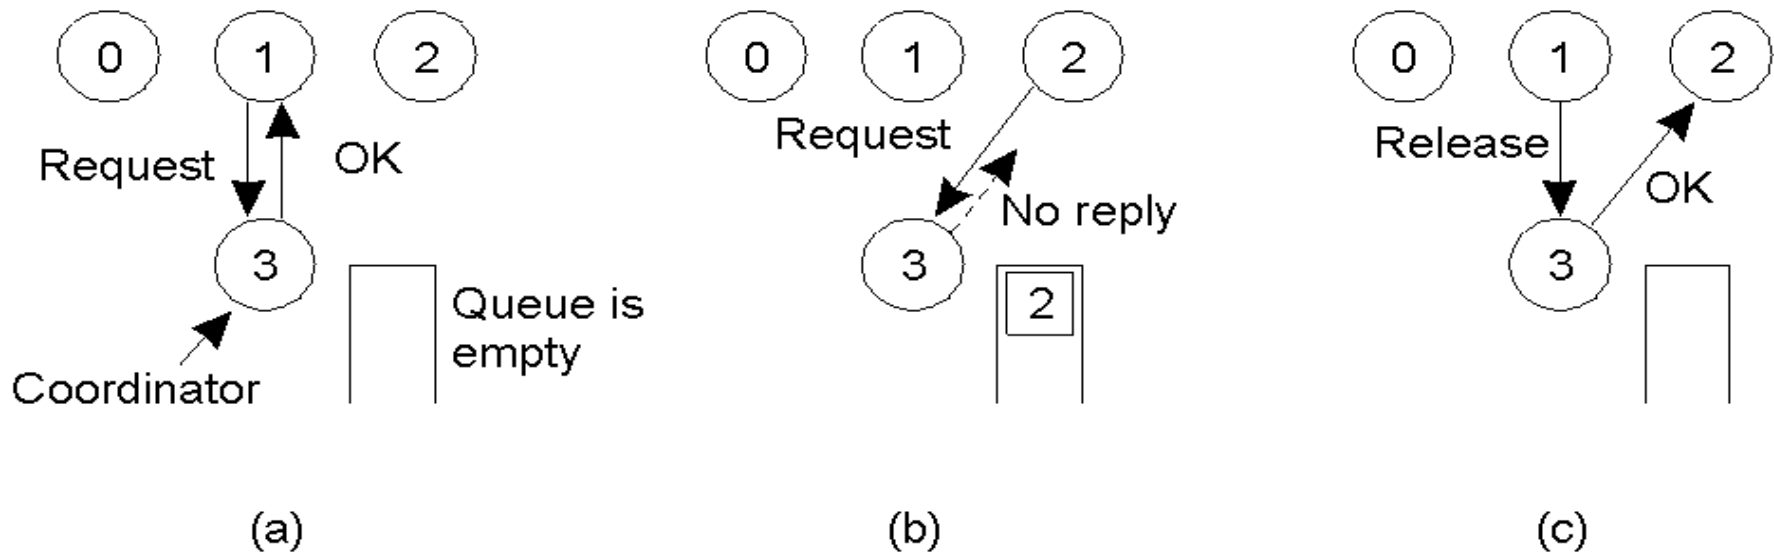 0 1 2
Request
OK
3
Queue is
empty
Coordinator
(a)
0 1 2
Request
No reply
3
2
(b)
0 1 2
Release
OK
3
(c)